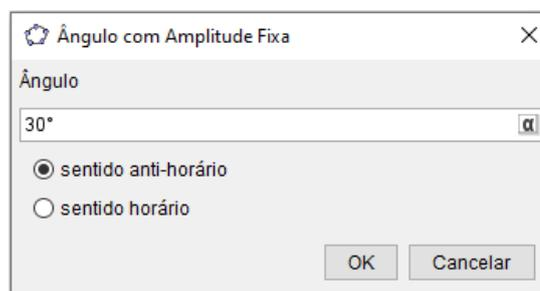 Ângulo com Amplitude Fixa
Ângulo
30°
α
sentido anti-horário
sentido horário
OK Cancelar